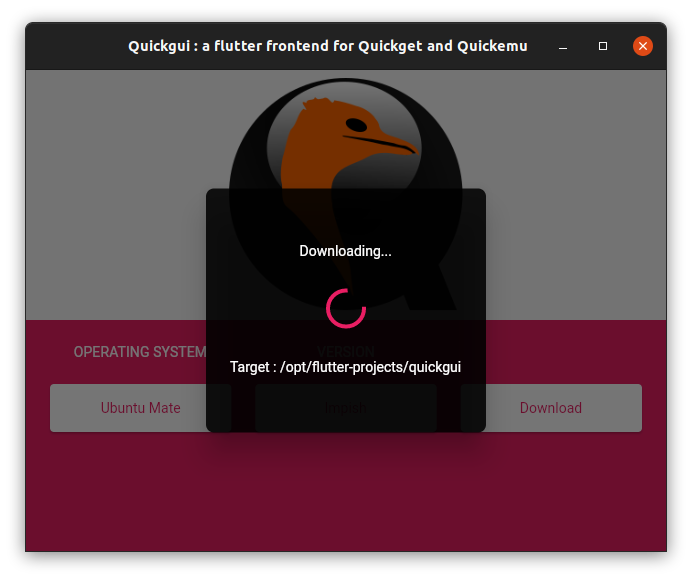 Quickgui : a flutter frontend for Quickget and Quickemu
Downloading...
Target : /opt/flutter-projects/quickgui
OPERATING SYSTEM
VERSION
Ubuntu Mate
Download